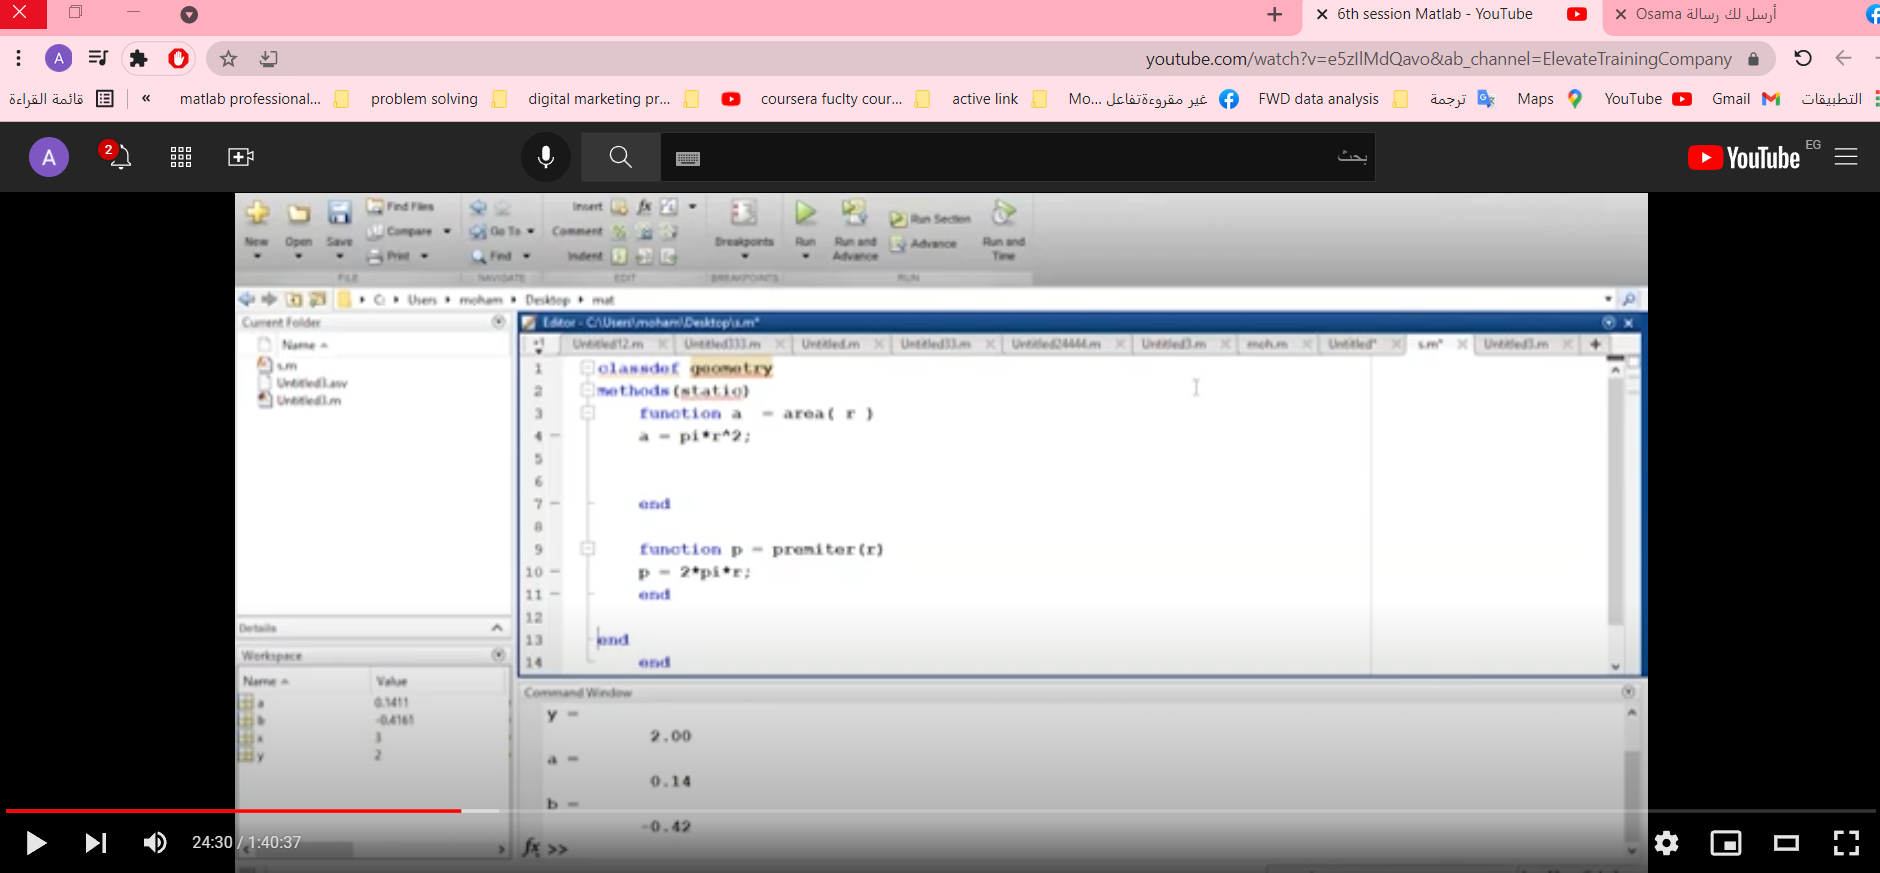 6th session Matlab - YouTube
أرسل لك رسالة Osama
youtube.com/watch?v=e5zIlMdQavo&ab_channel=ElevateTrainingCompany
A
قائمة القراءة
«
matlab professional...
problem solving
digital marketing pr...
coursera fuclty cour...
active link
Mo... غير مقروءةتفاعل
FWD data analysis
ترجمة
Maps
YouTube
Gmail
التطبيقات
A
2
بحث
YouTube EG
New
Open
Save
Find Files
Compare
Print
FILE
Go To
Find
NAVIGATE
Insert
fx
Comment
Indent
EDIT
Breakpoints
BREAKPOINTS
Run
Run and Advance
Run Section
Advance
Run and Time
RUN
C: Users moham Desktop mat
Current Folder
Name
s.m
Untitled3.asv
Untitled3.m
Details
Workspace
Name Value
a 0.1411
b -0.4161
x 3
y 2
Editor - C:\Users\moham\Desktop\s.m*
Untitled12.m
Untitled333.m
Untitled.m
Untitled33.m
Untitled24444.m
Untitled3.m
moh.m
Untitled*
s.m*
Untitled3.m
1 classdef geometry
2 methods(static)
3 function a = area( r )
4 a = pi*r^2;
5
6
7 end
8
9 function p = premiter(r)
10 p = 2*pi*r;
11 end
12
13 end
14 end
Command Window
y =
2.00
a =
0.14
b =
-0.42
fx >>
24:30 / 1:40:37